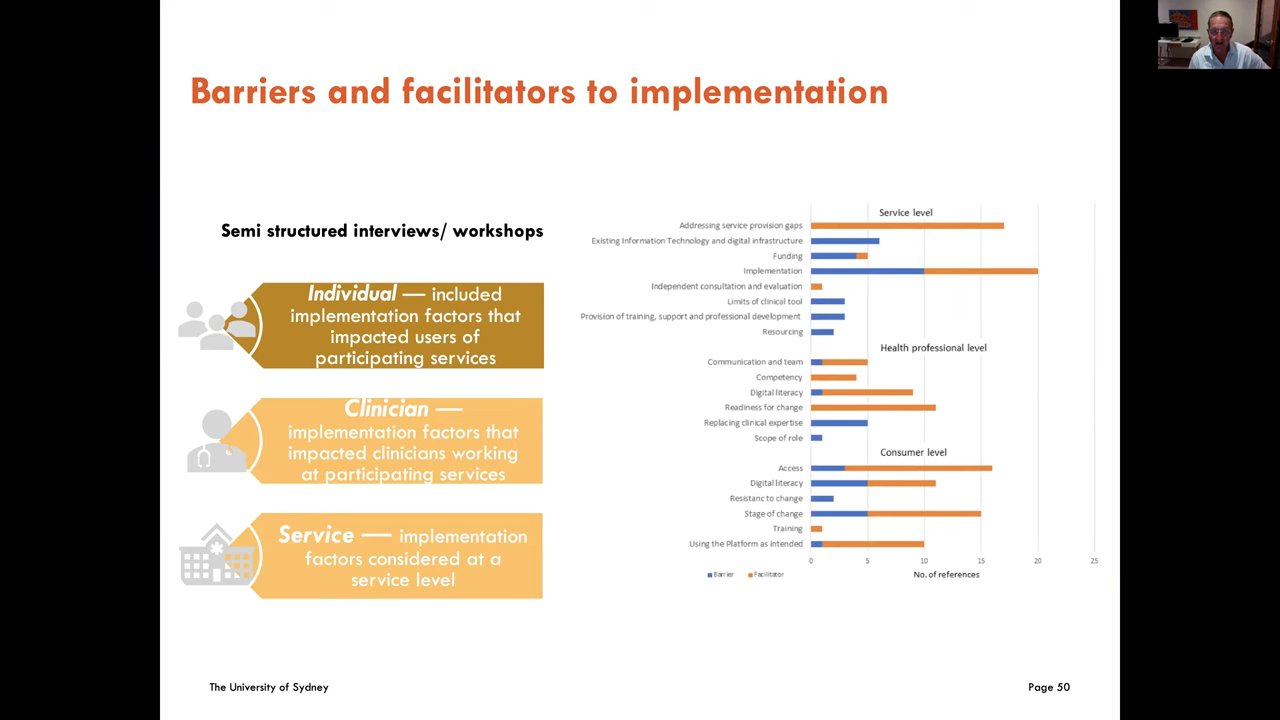 Barriers and facilitators to implementation
Semi structured interviews/ workshops
Individual — included
implementation factors that
impacted users of
participating services
Clinician —
implementation factors that
impacted clinicians working
at participating services
Service — implementation
factors considered at a
service level
Service level
Addressing service provision gaps
Existing Information Technology and digital infrastructure
Funding
Implementation
Independent consultation and evaluation
Limits of clinical tool
Provision of training, support and professional development
Resourcing
Health professional level
Communication and team
Competency
Digital literacy
Readiness for change
Replacing clinical expertise
Scope of role
Consumer level
Access
Digital literacy
Resistanc to change
Stage of change
Training
Using the Platform as intended
0 5 10 15 20 25
Barrier Facilitator
No. of references
The University of Sydney
Page 50